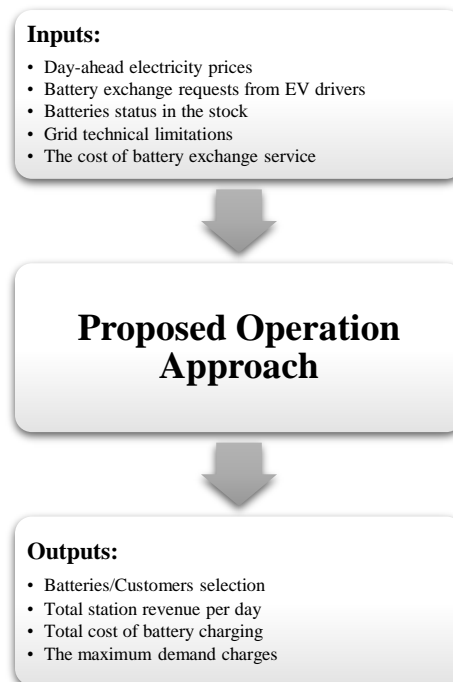 Inputs:
• Day-ahead electricity prices
• Battery exchange requests from EV drivers
• Batteries status in the stock
• Grid technical limitations
• The cost of battery exchange service
Proposed Operation
Approach
Outputs:
• Batteries/Customers selection
• Total station revenue per day
• Total cost of battery charging
• The maximum demand charges